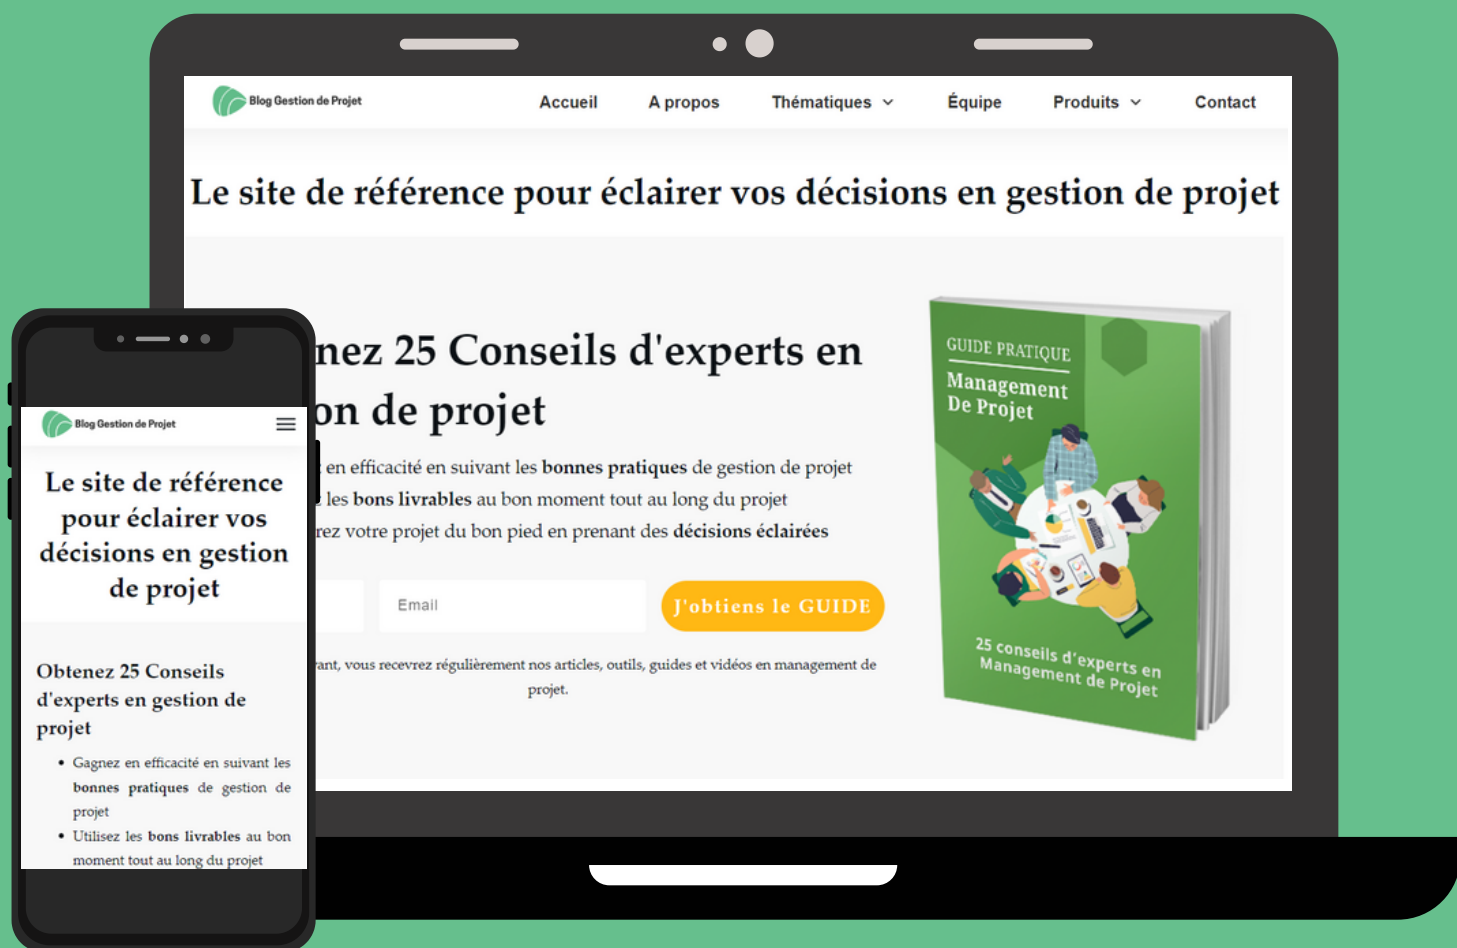 Blog Gestion de Projet
Accueil A propos Thématiques Équipe Produits Contact
Le site de référence pour éclairer vos décisions en gestion de projet
25 Conseils d'experts en
de projet
en efficacité en suivant les bonnes pratiques de gestion de projet
les bons livrables au bon moment tout au long du projet
votre projet du bon pied en prenant des décisions éclairées
Email
J'obtiens le GUIDE
vous recevrez régulièrement nos articles, outils, guides et vidéos en management de
projet.
GUIDE PRATIQUE
Management
De Projet
25 conseils d'experts en
Management de Projet
Blog Gestion de Projet
Le site de référence
pour éclairer vos
décisions en gestion
de projet
Obtenez 25 Conseils
d'experts en gestion de
projet
• Gagnez en efficacité en suivant les
bonnes pratiques de gestion de
projet
• Utilisez les bons livrables au bon
moment tout au long du projet